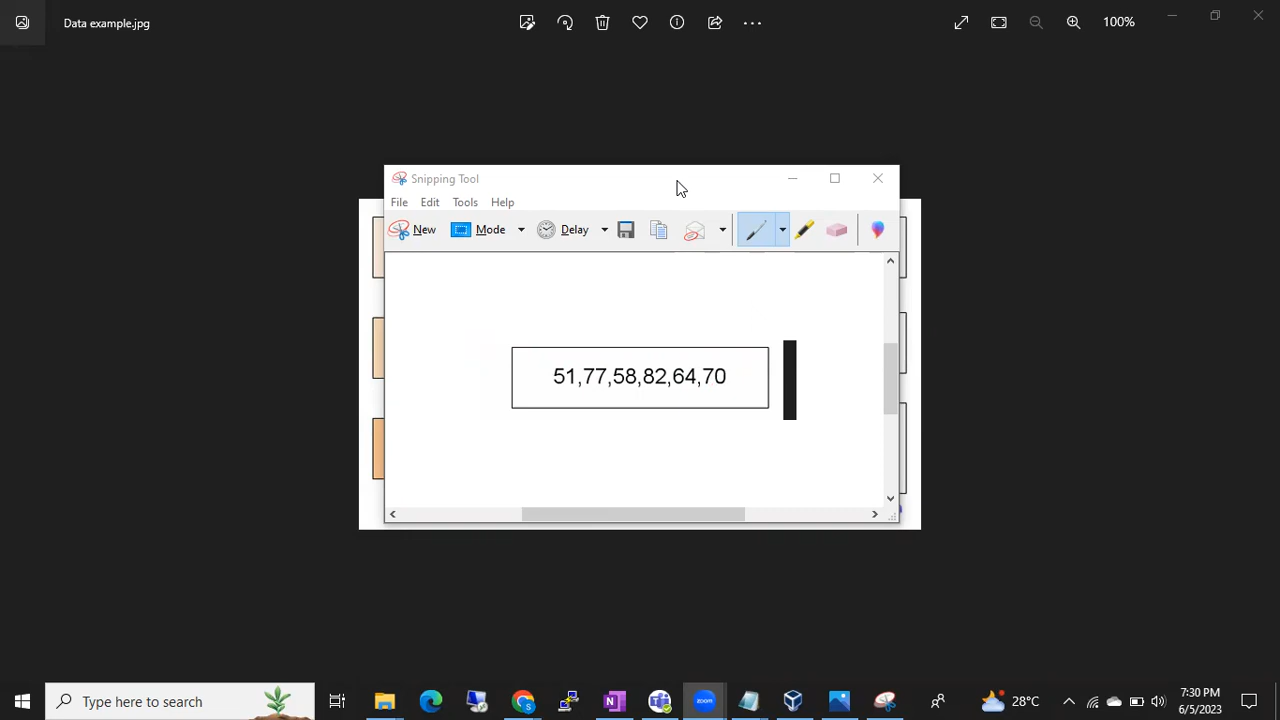 Data example.jpg
100%
Snipping Tool
File Edit Tools Help
New Mode Delay
51,77,58,82,64,70
Type here to search
28°C
7:30 PM
6/5/2023